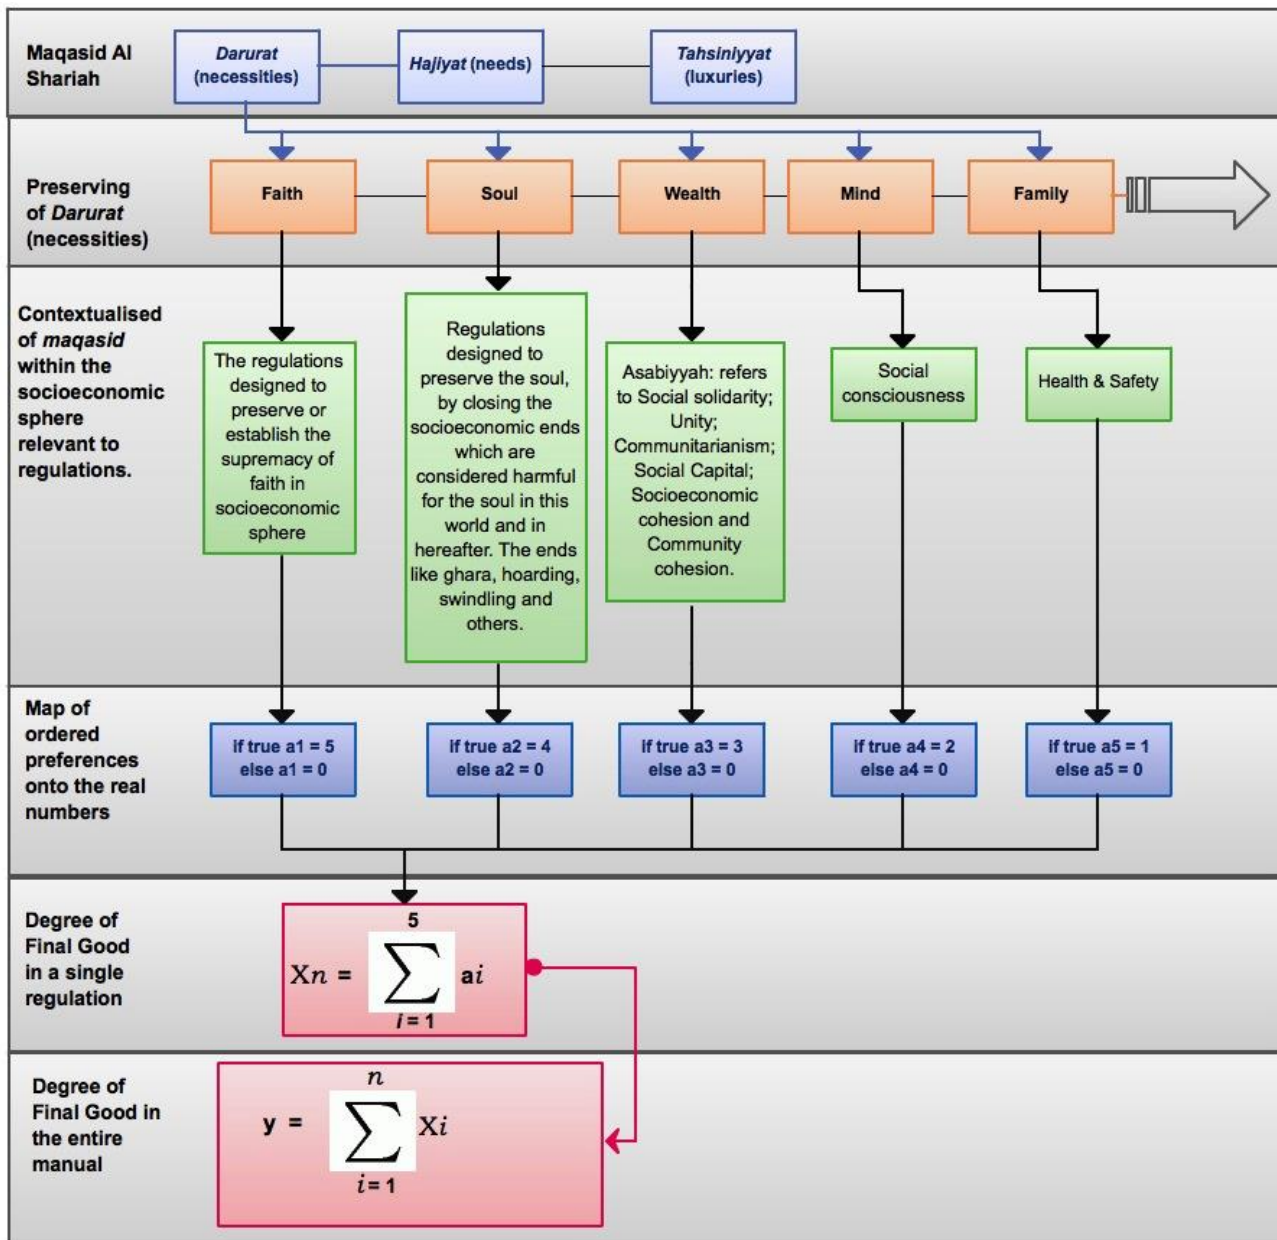 Maqasid Al
Shariah
Darurat
(necessities)
Hajiyat (needs)
Tahsiniyyat
(luxuries)
Preserving
of Darurat
(necessities)
Faith
Soul
Wealth
Mind
Family
Contextualised
of maqasid
within the
socioeconomic
sphere
relevant to
regulations.
The regulations
designed to
preserve or
establish the
supremacy of
faith in
socioeconomic
sphere
Regulations
designed to
preserve the soul,
by closing the
socioeconomic ends
which are
considered harmful
for the soul in this
world and in
hereafter. The ends
like ghara, hoarding,
swindling and
others.
Asabiyyah: refers
to Social solidarity;
Unity;
Communitarianism;
Social Capital;
Socioeconomic
cohesion and
Community
cohesion.
Social
consciousness
Health & Safety
Map of
ordered
preferences
onto the real
numbers
if true a1 = 5
else a1 = 0
if true a2 = 4
else a2 = 0
if true a3 = 3
else a3 = 0
if true a4 = 2
else a4 = 0
if true a5 = 1
else a5 = 0
Degree of
Final Good
in a single
regulation
5
Xn = ∑ ai
i = 1
Degree of
Final Good in
the entire
manual
n
y = ∑ Xi
i = 1